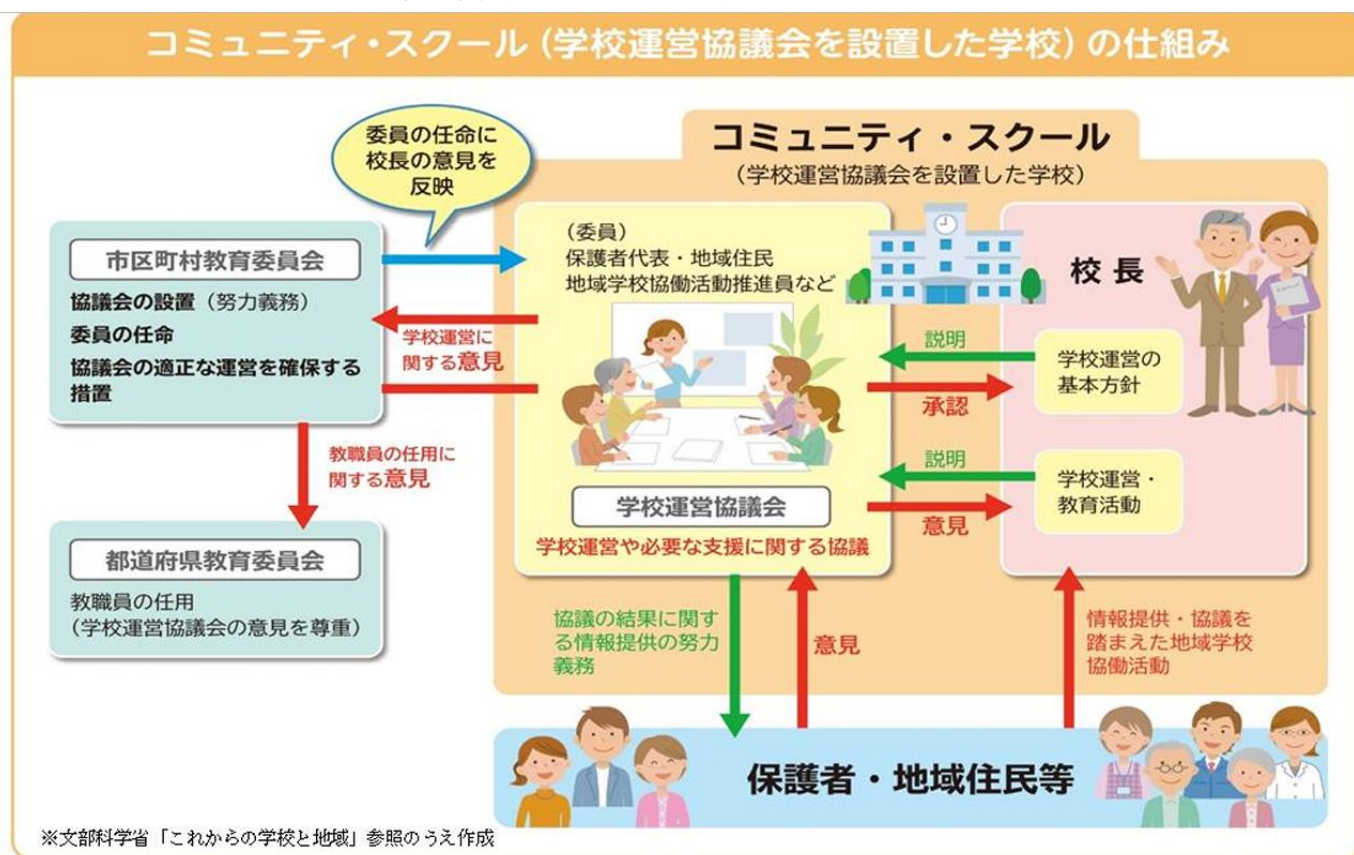 コミュニティ・スクール（学校運営協議会を設置した学校）の仕組み
委員の任命に
校長の意見を
反映
コミュニティ・スクール
（学校運営協議会を設置した学校）
市区町村教育委員会
協議会の設置（努力義務）
委員の任命
協議会の適正な運営を確保する
措置
（委員）
保護者代表・地域住民
地域学校協働活動推進員など
学校運営に
関する意見
校長
説明
学校運営の
基本方針
承認
説明
学校運営・
教育活動
意見
学校運営協議会
学校運営や必要な支援に関する協議
教職員の任用に
関する意見
都道府県教育委員会
教職員の任用
（学校運営協議会の意見を尊重）
協議の結果に関す
る情報提供の努力
義務
意見
情報提供・協議を
踏まえた地域学校
協働活動
保護者・地域住民等
※文部科学省「これからの学校と地域」参照のうえ作成